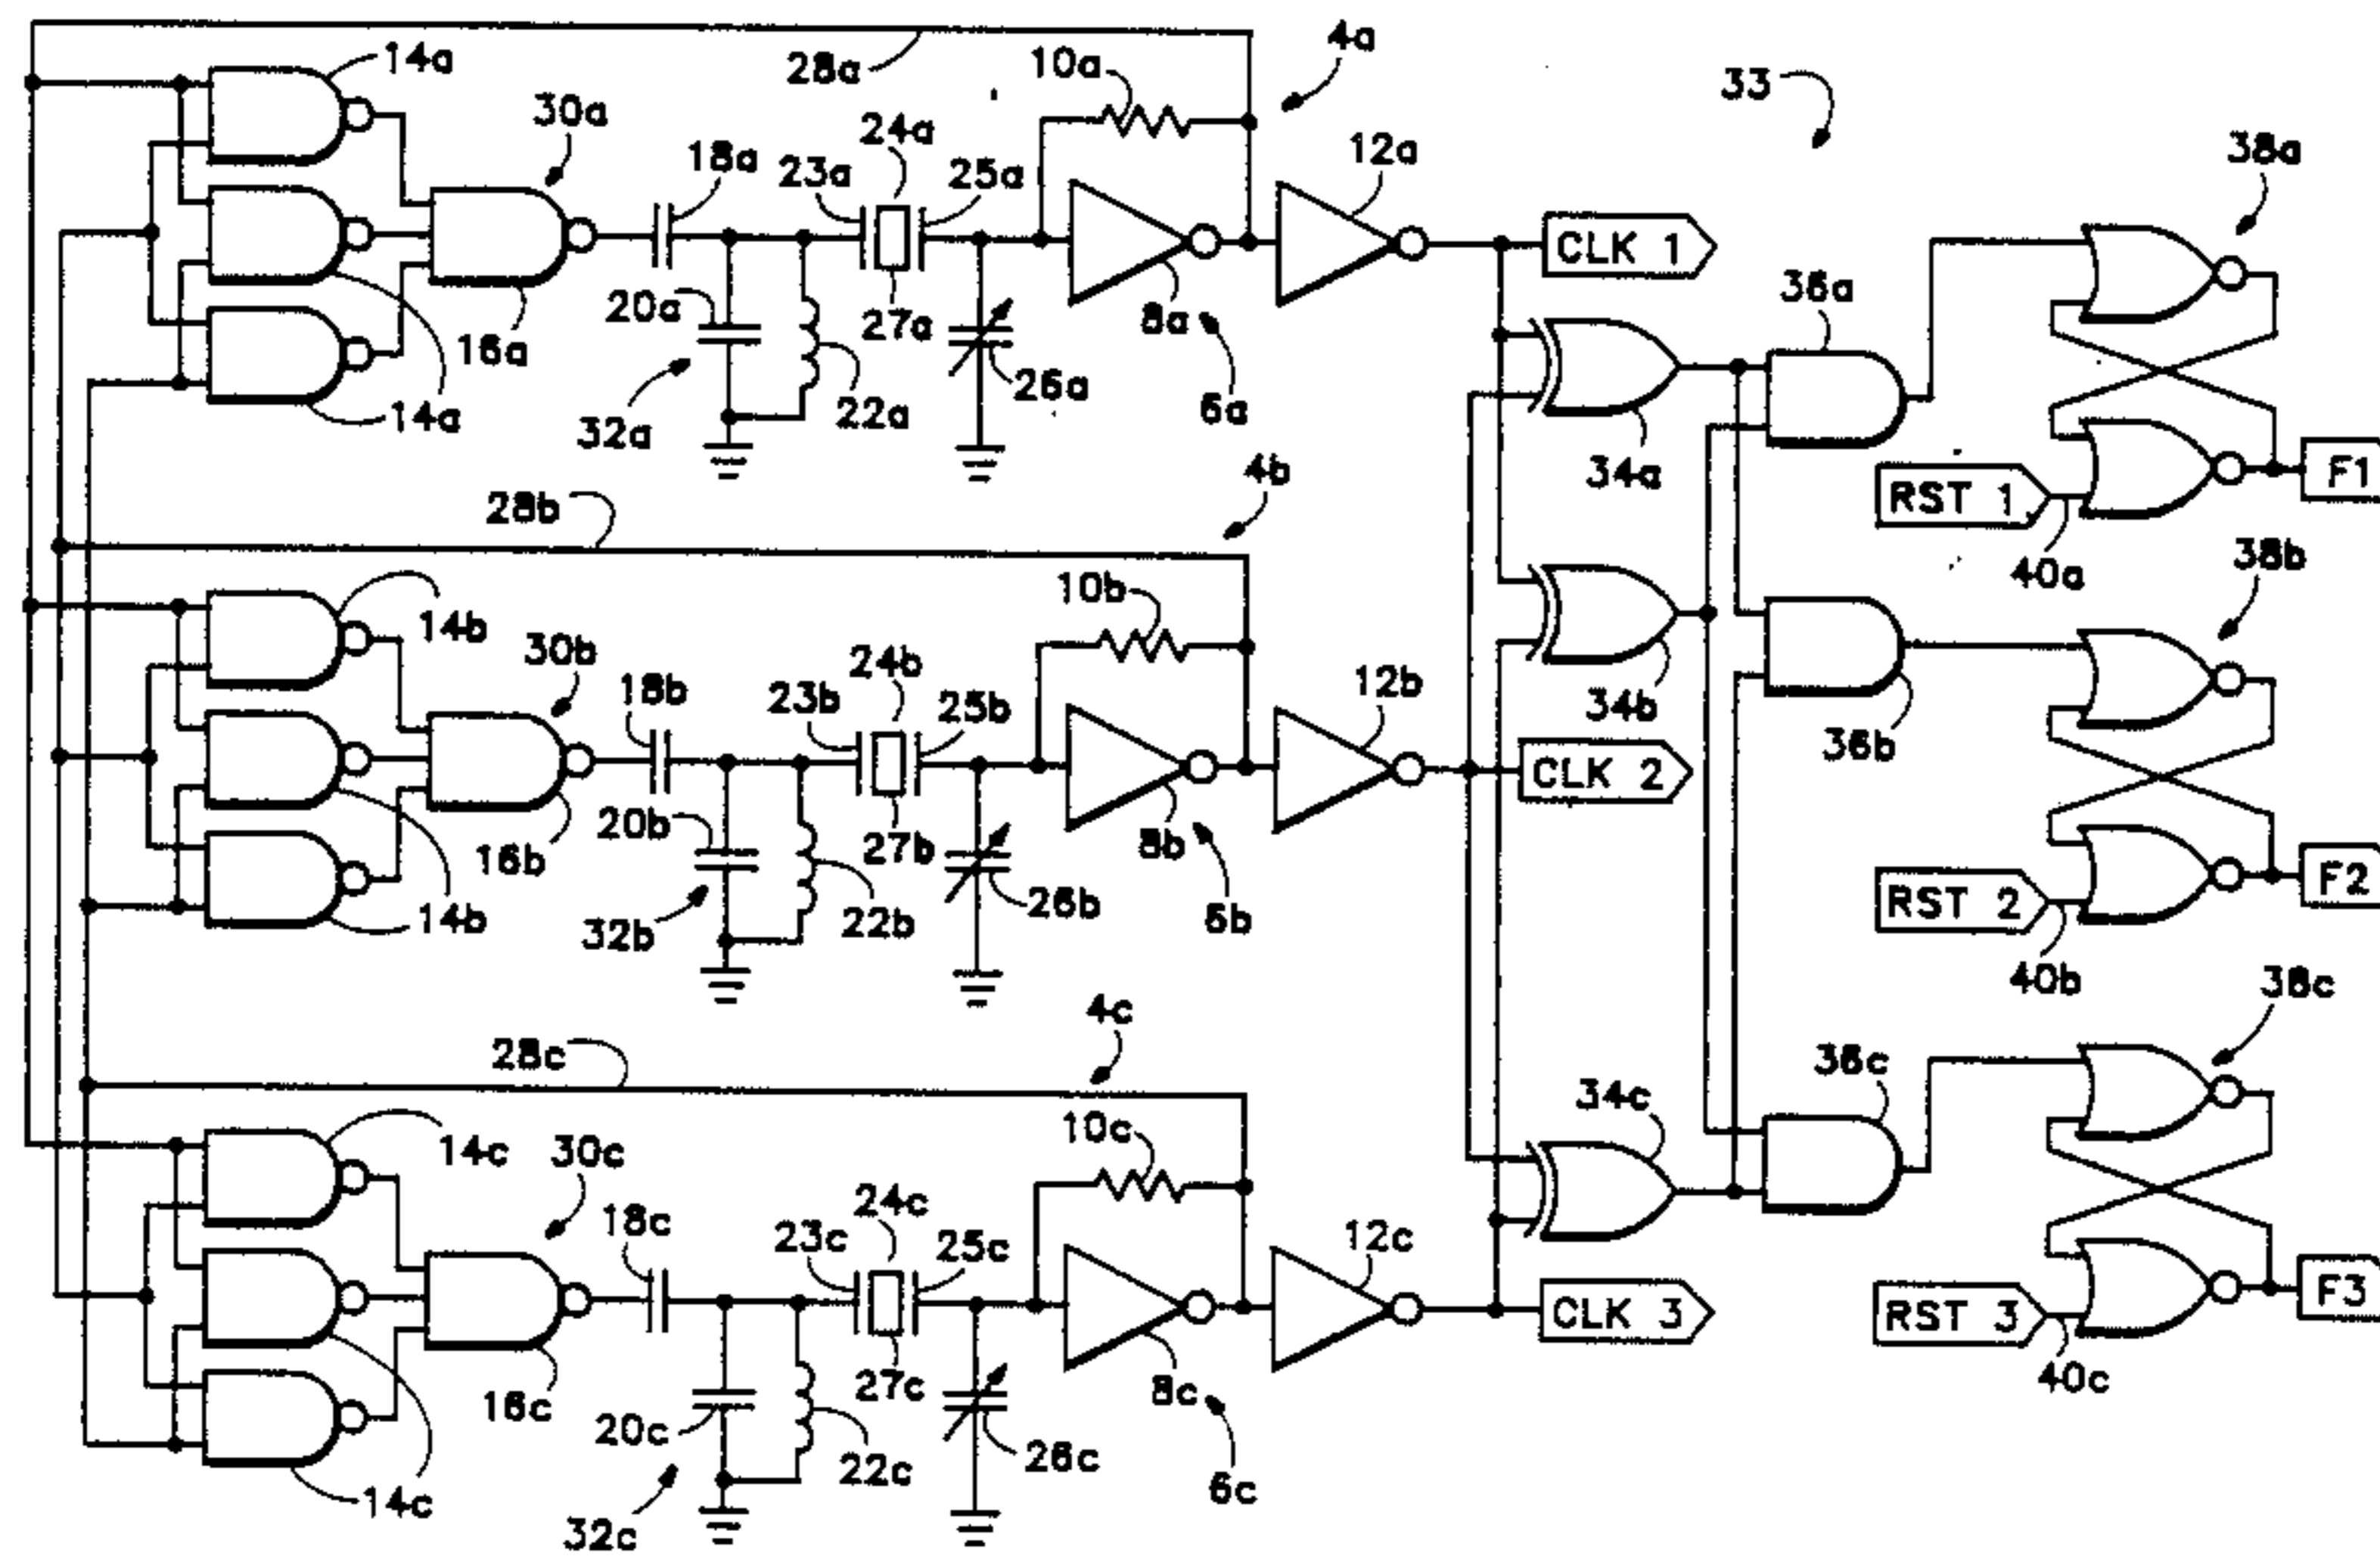 4a
28a
10a
33
14a
30a
24a
12a
38a
18a
23a
25a
CLK 1
20a
27a
8a
36a
16a
26a
6a
14a
32a
22a
34a
F1
4b
RST 1
28b
40a
38b
10b
14b
30b
24b
12b
34b
18b
23b
25b
36b
CLK 2
20b
27b
8b
16b
F2
14b
32b
22b
26b
6b
RST 2
40b
38c
4c
28c
36c
34c
10c
14c
30c
24c
18c
23c
25c
12c
F3
CLK 3
RST 3
27c
8c
40c
16c
20c
22c
26c
6c
14c
32c